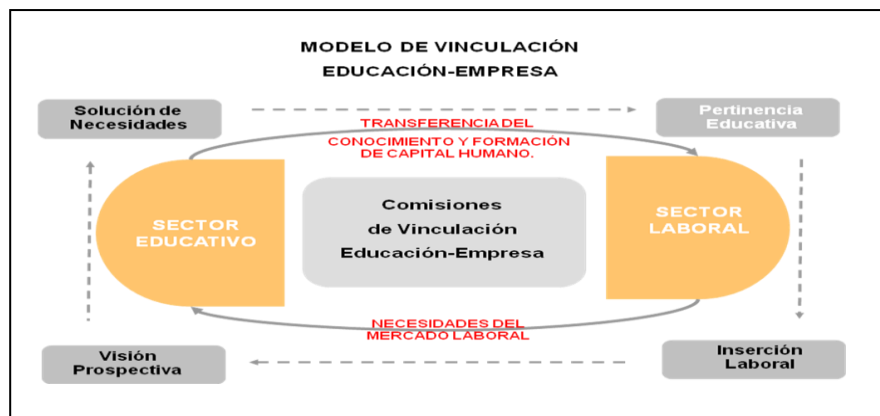 MODELO DE VINCULACIÓN
EDUCACIÓN-EMPRESA
Solución de
Necesidades
Pertinencia
Educativa
TRANSFERENCIA DEL
CONOCIMIENTO Y FORMACIÓN
DE CAPITAL HUMANO.
SECTOR
EDUCATIVO
Comisiones
de Vinculación
Educación-Empresa
SECTOR
LABORAL
NECESIDADES DEL
MERCADO LABORAL
Visión
Prospectiva
Inserción
Laboral